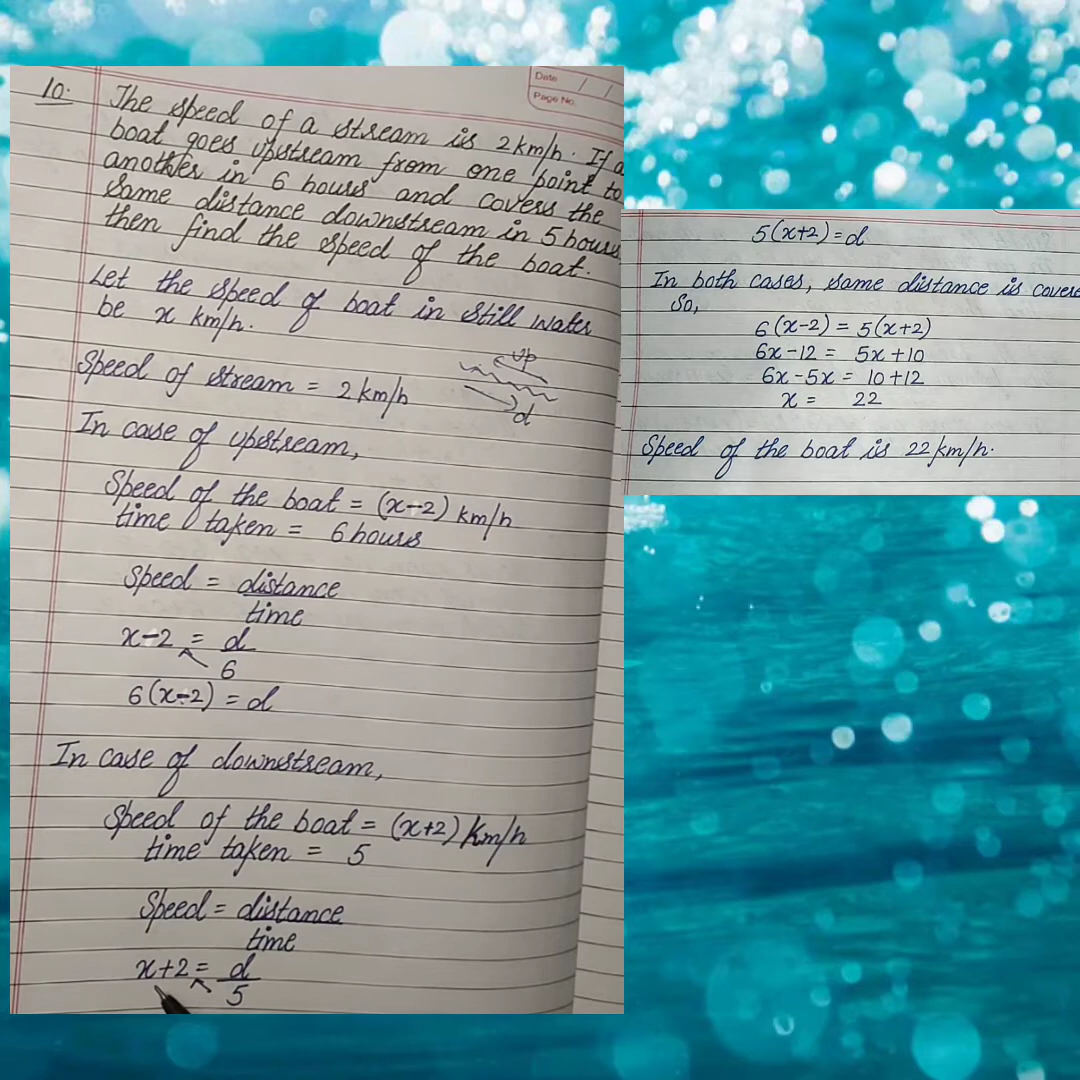 Date / /
Page No.
10. The speed of a stream is 2 km/h. If a
boat goes upstream from one point to
another in 6 hours and covers the
same distance downstream in 5 hours
then find the speed of the boat.
Let the speed of boat in still water
be x km/h.
up
Speed of stream = 2 km/h
d
In case of upstream,
Speed of the boat = (x-2) km/h
time taken = 6 hours
Speed = distance
time
x-2 = d
6
6(x-2) = d
In case of downstream,
Speed of the boat = (x+2) Km/h
time taken = 5
Speed = distance
time
x+2 = d
5
5(x+2) = d
In both cases, same distance is covere
So,
6(x-2) = 5(x+2)
6x-12 = 5x+10
6x-5x = 10+12
x = 22
Speed of the boat is 22 km/h.